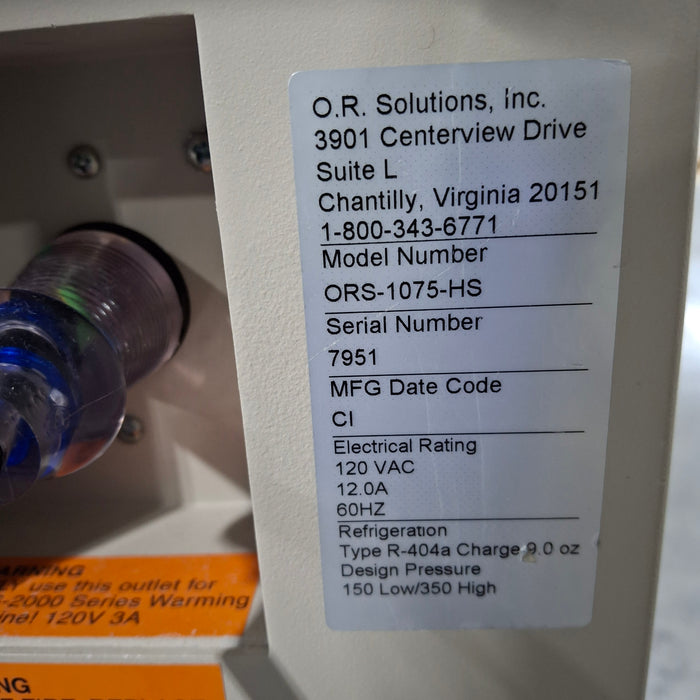 O.R. Solutions, Inc.
3901 Centerview Drive
Suite L
Chantilly, Virginia 20151
1-800-343-6771
Model Number
ORS-1075-HS
Serial Number
7951
MFG Date Code
CI
Electrical Rating
120 VAC
12.0A
60HZ
Refrigeration
Type R-404a Charge 9.0 oz
Design Pressure
150 Low/350 High
use this outlet for
-2000 Series Warming
120V 3A